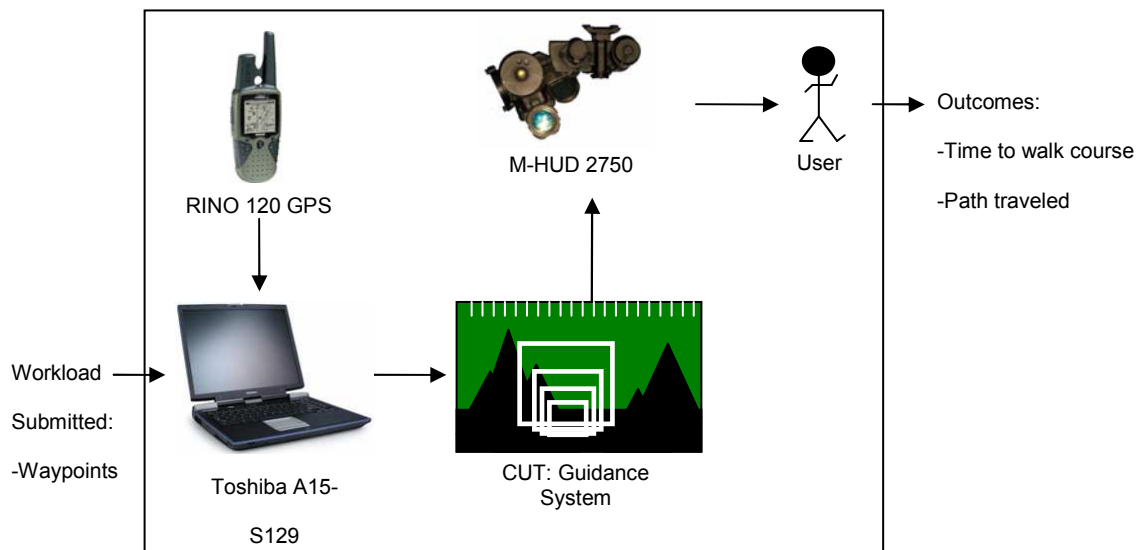 RINO 120 GPS
M-HUD 2750
User
Outcomes:
-Time to walk course
-Path traveled
Workload
Submitted:
-Waypoints
Toshiba A15-
S129
CUT: Guidance
System